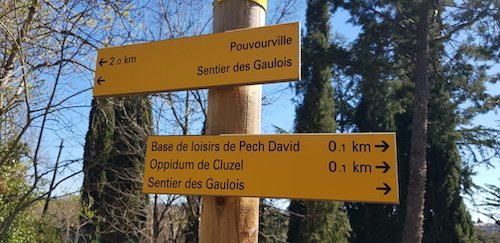 ← 2.0 km Pouvourville
← Sentier des Gaulois
Base de loisirs de Pech David 0.1 km →
Oppidum de Cluzel 0.1 km →
Sentier des Gaulois →